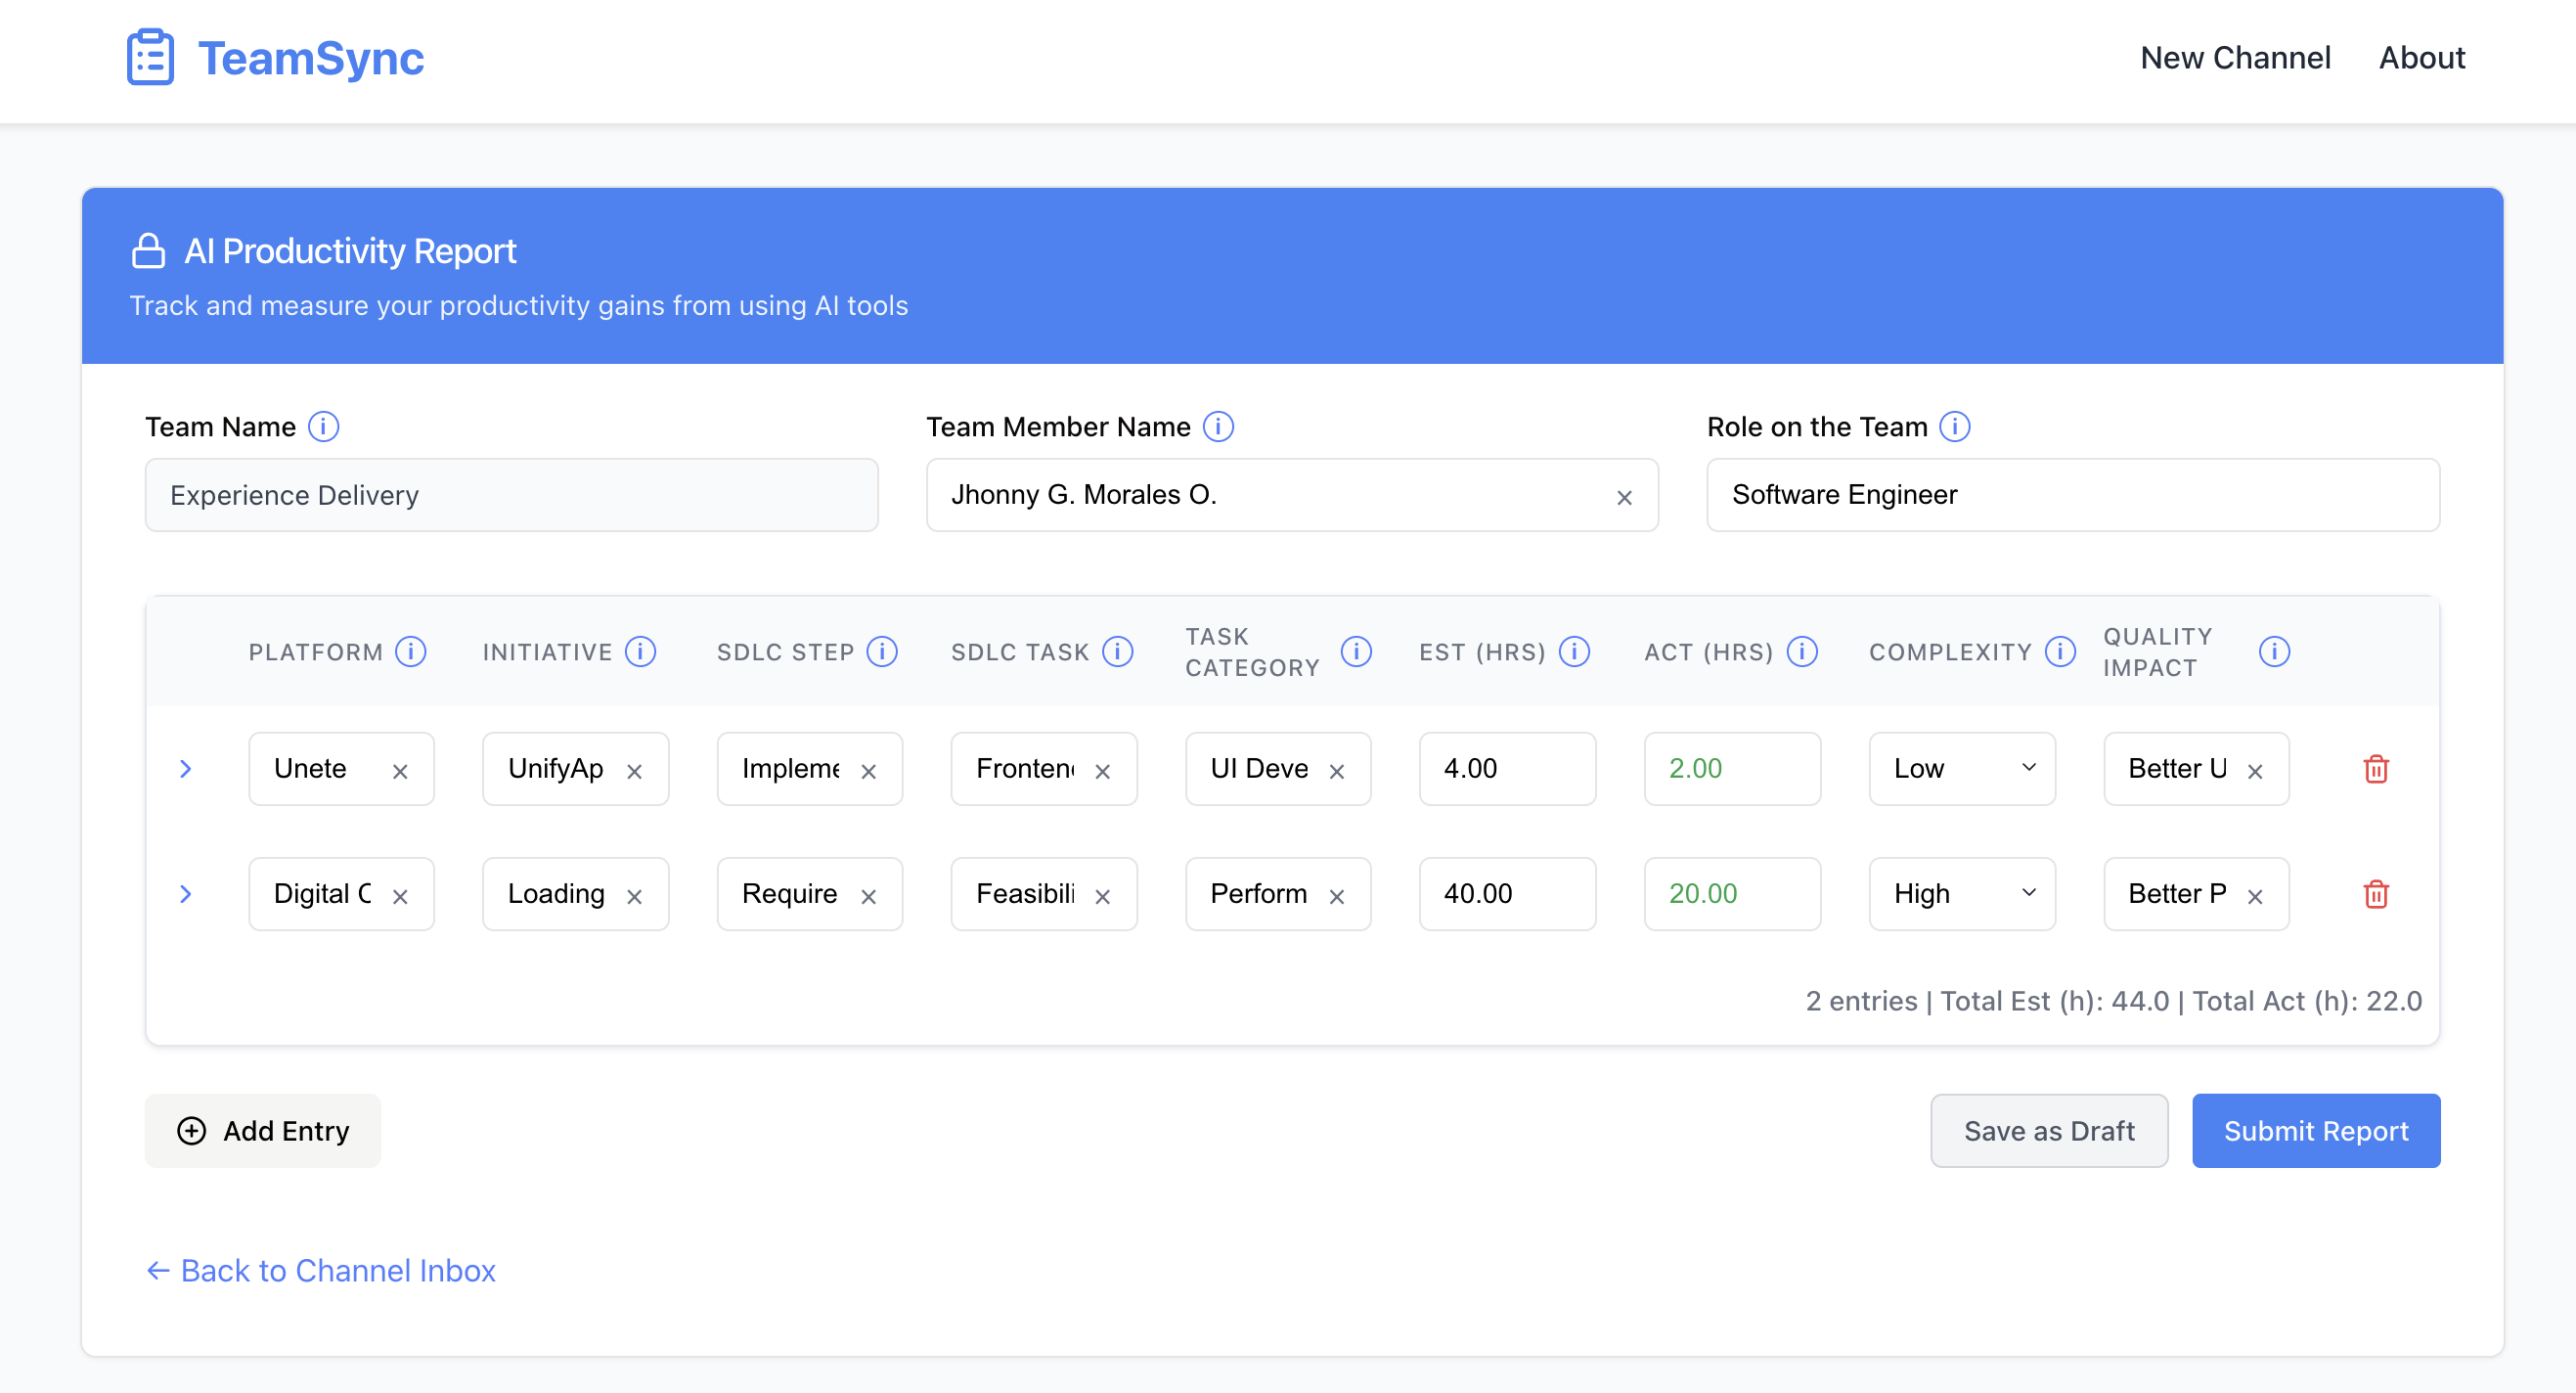 TeamSync
New Channel
About
AI Productivity Report
Track and measure your productivity gains from using AI tools
Team Name
Team Member Name
Role on the Team
Experience Delivery
Jhonny G. Morales O.
Software Engineer
PLATFORM
INITIATIVE
SDLC STEP
SDLC TASK
TASK
CATEGORY
EST (HRS)
ACT (HRS)
COMPLEXITY
QUALITY
IMPACT
Unete
UnifyAp
Impleme
Frontend
UI Deve
4.00
2.00
Low
Better U
Digital C
Loading
Require
Feasibili
Perform
40.00
20.00
High
Better P
2 entries | Total Est (h): 44.0 | Total Act (h): 22.0
Add Entry
Save as Draft
Submit Report
← Back to Channel Inbox